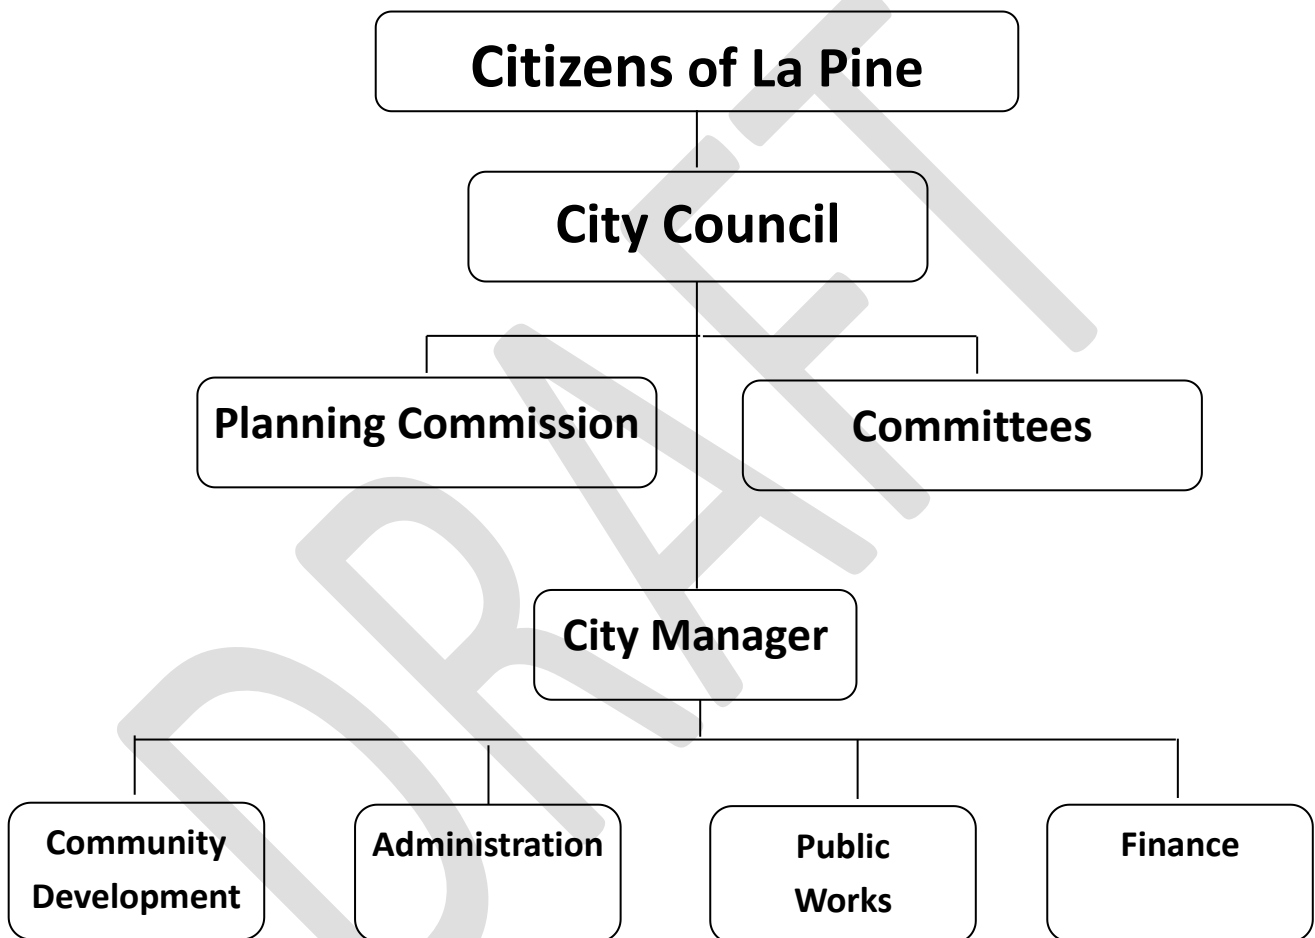 Citizens of La Pine
City Council
Planning Commission
Committees
City Manager
Community
Development
Administration
Public
Works
Finance
DRAFT